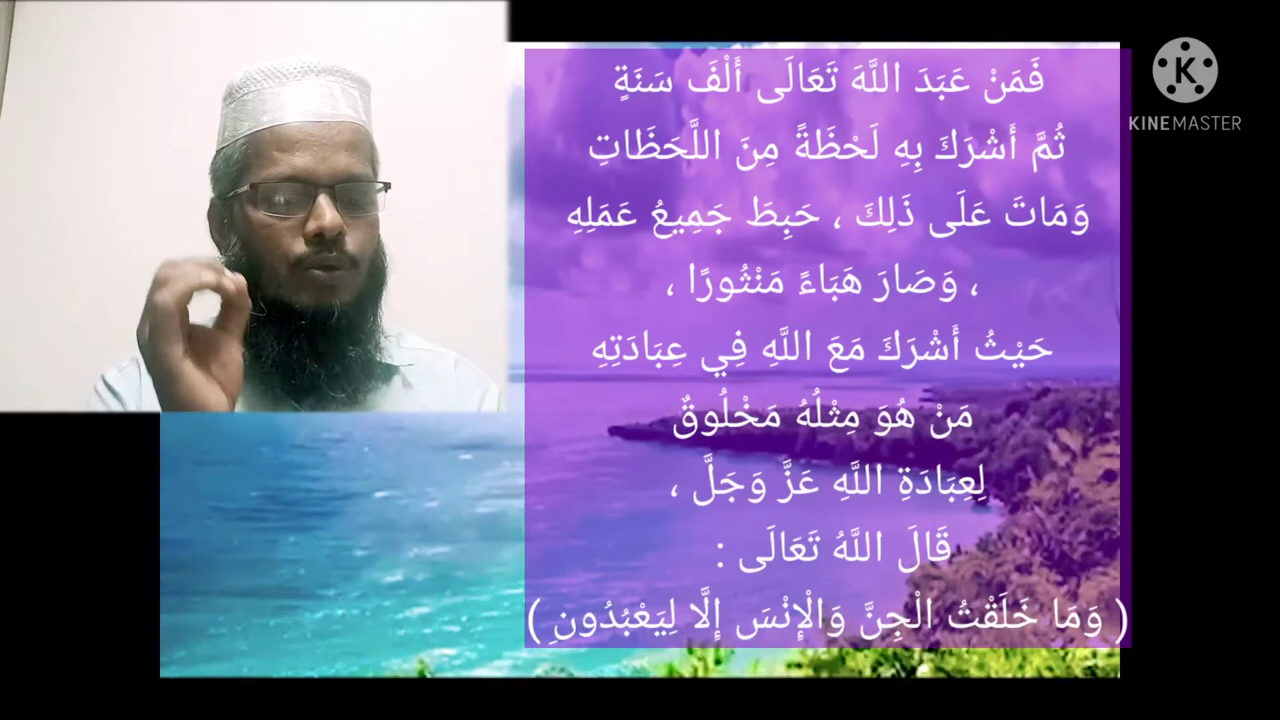 فَمَنْ عَبَدَ اللَّهَ تَعَالَى أَلْفَ سَنَةٍ
ثُمَّ أَشْرَكَ بِهِ لَحْظَةً مِنَ اللَّحَظَاتِ
وَمَاتَ عَلَى ذَلِكَ ، حَبِطَ جَمِيعُ عَمَلِهِ
، وَصَارَ هَبَاءً مَنْثُورًا ،
حَيْثُ أَشْرَكَ مَعَ اللَّهِ فِي عِبَادَتِهِ
مَنْ هُوَ مِثْلُهُ مَخْلُوقٌ
لِعِبَادَةِ اللَّهِ عَزَّ وَجَلَّ ،
قَالَ اللَّهُ تَعَالَى :
( وَمَا خَلَقْتُ الْجِنَّ وَالْإِنْسَ إِلَّا لِيَعْبُدُونِ )
K
KINEMASTER